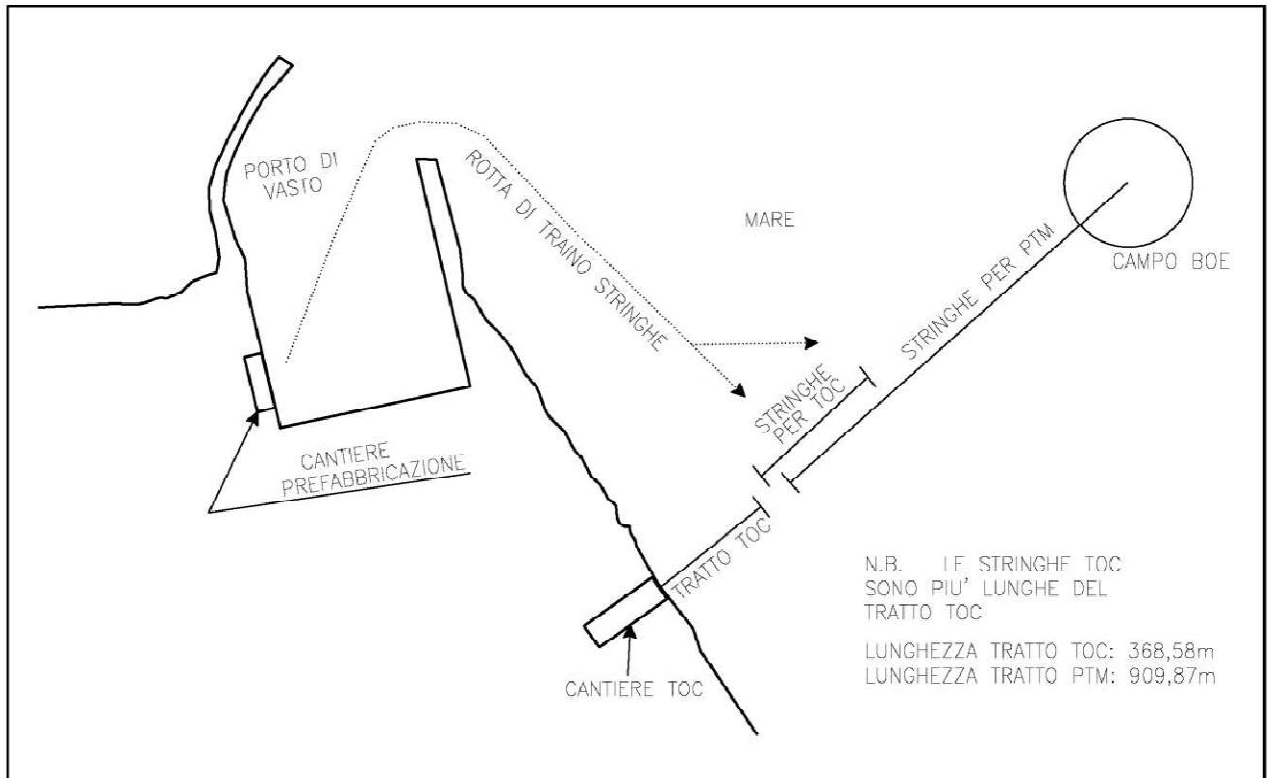 PORTO DI
VASTO
ROTTA DI TRAINO STRINGHE
MARE
CAMPO BOE
STRINGHE PER PTM
STRINGHE
PER TOC
CANTIERE
PREFABBRICAZIONE
TRATTO TOC
CANTIERE TOC
N.B. LE STRINGHE TOC
SONO PIU' LUNGHE DEL
TRATTO TOC
LUNGHEZZA TRATTO TOC: 368,58m
LUNGHEZZA TRATTO PTM: 909,87m